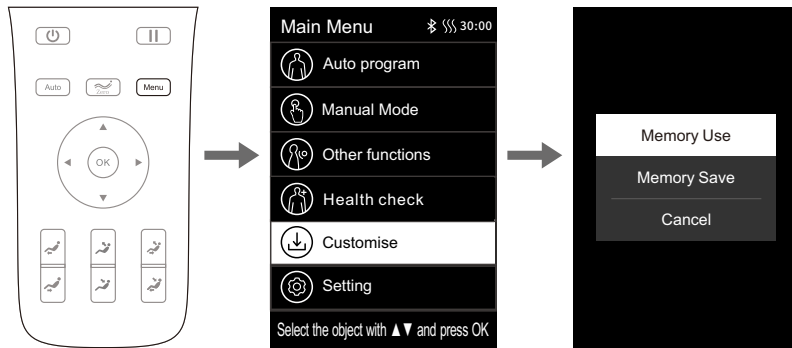 Auto
Zero
Menu
OK
Main Menu 30:00
Auto program
Manual Mode
Other functions
Health check
Customise
Setting
Select the object with ▲▼ and press OK
Memory Use
Memory Save
Cancel